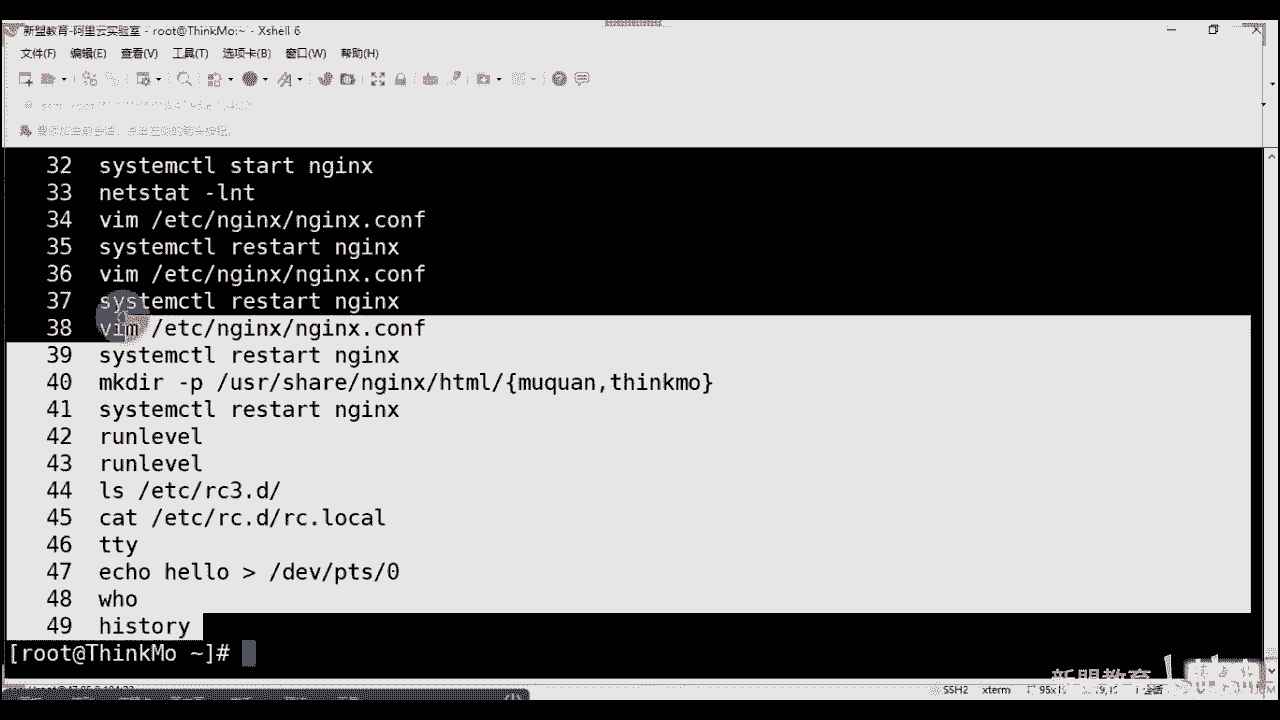 新盟教育-阿里云实验室 - root@ThinkMo:~ - Xshell 6
文件(F) 编辑(E) 查看(V) 工具(T) 选项卡(B) 窗口(W) 帮助(H)
32 systemctl start nginx
33 netstat -lnt
34 vim /etc/nginx/nginx.conf
35 systemctl restart nginx
36 vim /etc/nginx/nginx.conf
37 systemctl restart nginx
38 vim /etc/nginx/nginx.conf
39 systemctl restart nginx
40 mkdir -p /usr/share/nginx/html/{muquan,thinkmo}
41 systemctl restart nginx
42 runlevel
43 runlevel
44 ls /etc/rc3.d/
45 cat /etc/rc.d/rc.local
46 tty
47 echo hello > /dev/pts/0
48 who
49 history
[root@ThinkMo ~]#
新盟教育
SSH2 xterm